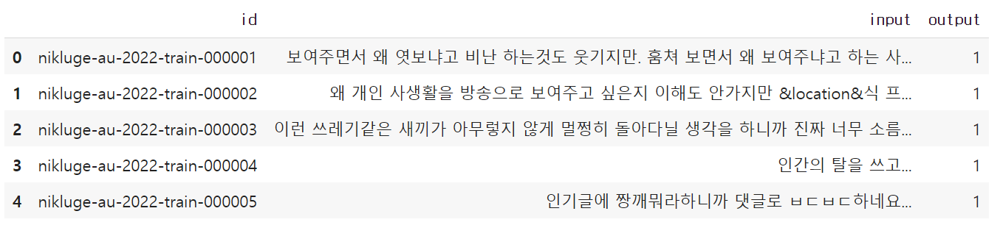 id input output
0 nikluge-au-2022-train-000001 보여주면서 왜 엿보냐고 비난 하는것도 웃기지만. 훔쳐 보면서 왜 보여주냐고 하는 사... 1
1 nikluge-au-2022-train-000002 왜 개인 사생활을 방송으로 보여주고 싶은지 이해도 안가지만 &location&식 프... 1
2 nikluge-au-2022-train-000003 이런 쓰레기같은 새끼가 아무렇지 않게 멀쩡히 돌아다닐 생각을 하니까 진짜 너무 소름... 1
3 nikluge-au-2022-train-000004 인간의 탈을 쓰고... 1
4 nikluge-au-2022-train-000005 인기글에 짱깨뭐라하니까 댓글로 ㅂㄷㅂㄷ하네요... 1